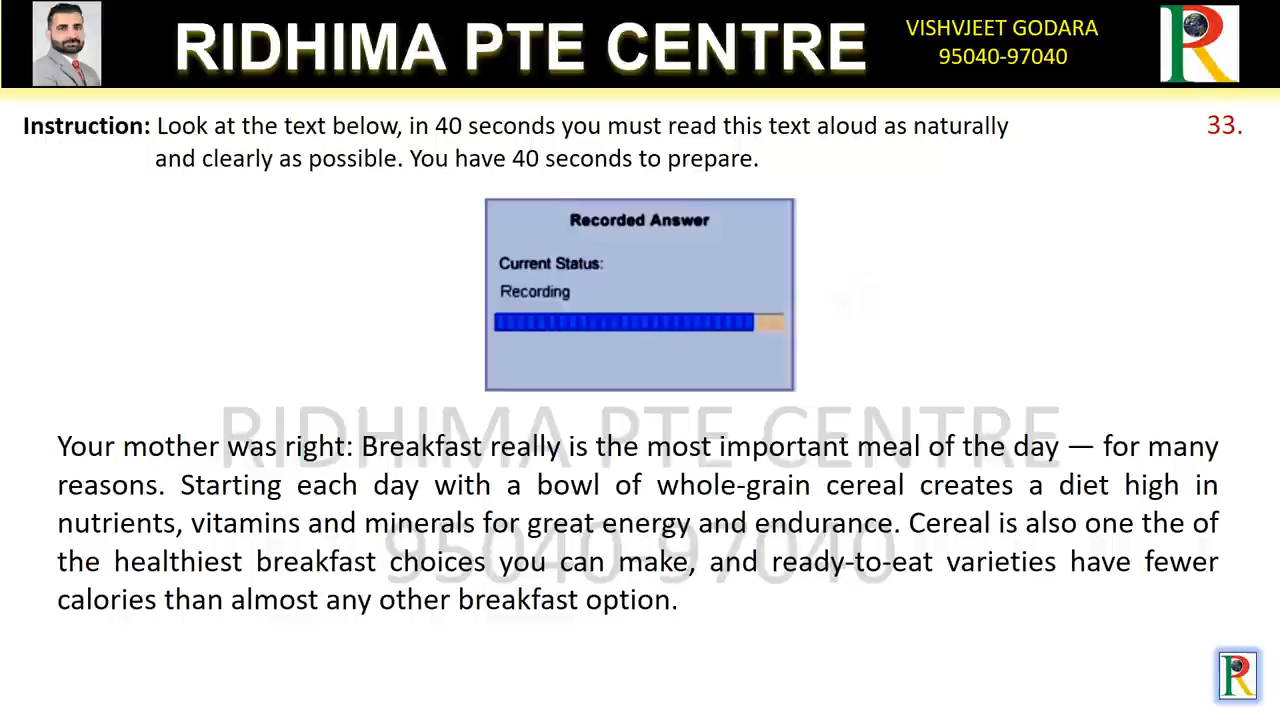 RIDHIMA PTE CENTRE
VISHVJEET GODARA
95040-97040
R
Instruction: Look at the text below, in 40 seconds you must read this text aloud as naturally
and clearly as possible. You have 40 seconds to prepare.
33.
Recorded Answer
Current Status:
Recording
RIDHIMA PTE CENTRE
95040-97040
Your mother was right: Breakfast really is the most important meal of the day — for many
reasons. Starting each day with a bowl of whole-grain cereal creates a diet high in
nutrients, vitamins and minerals for great energy and endurance. Cereal is also one the of
the healthiest breakfast choices you can make, and ready-to-eat varieties have fewer
calories than almost any other breakfast option.
R